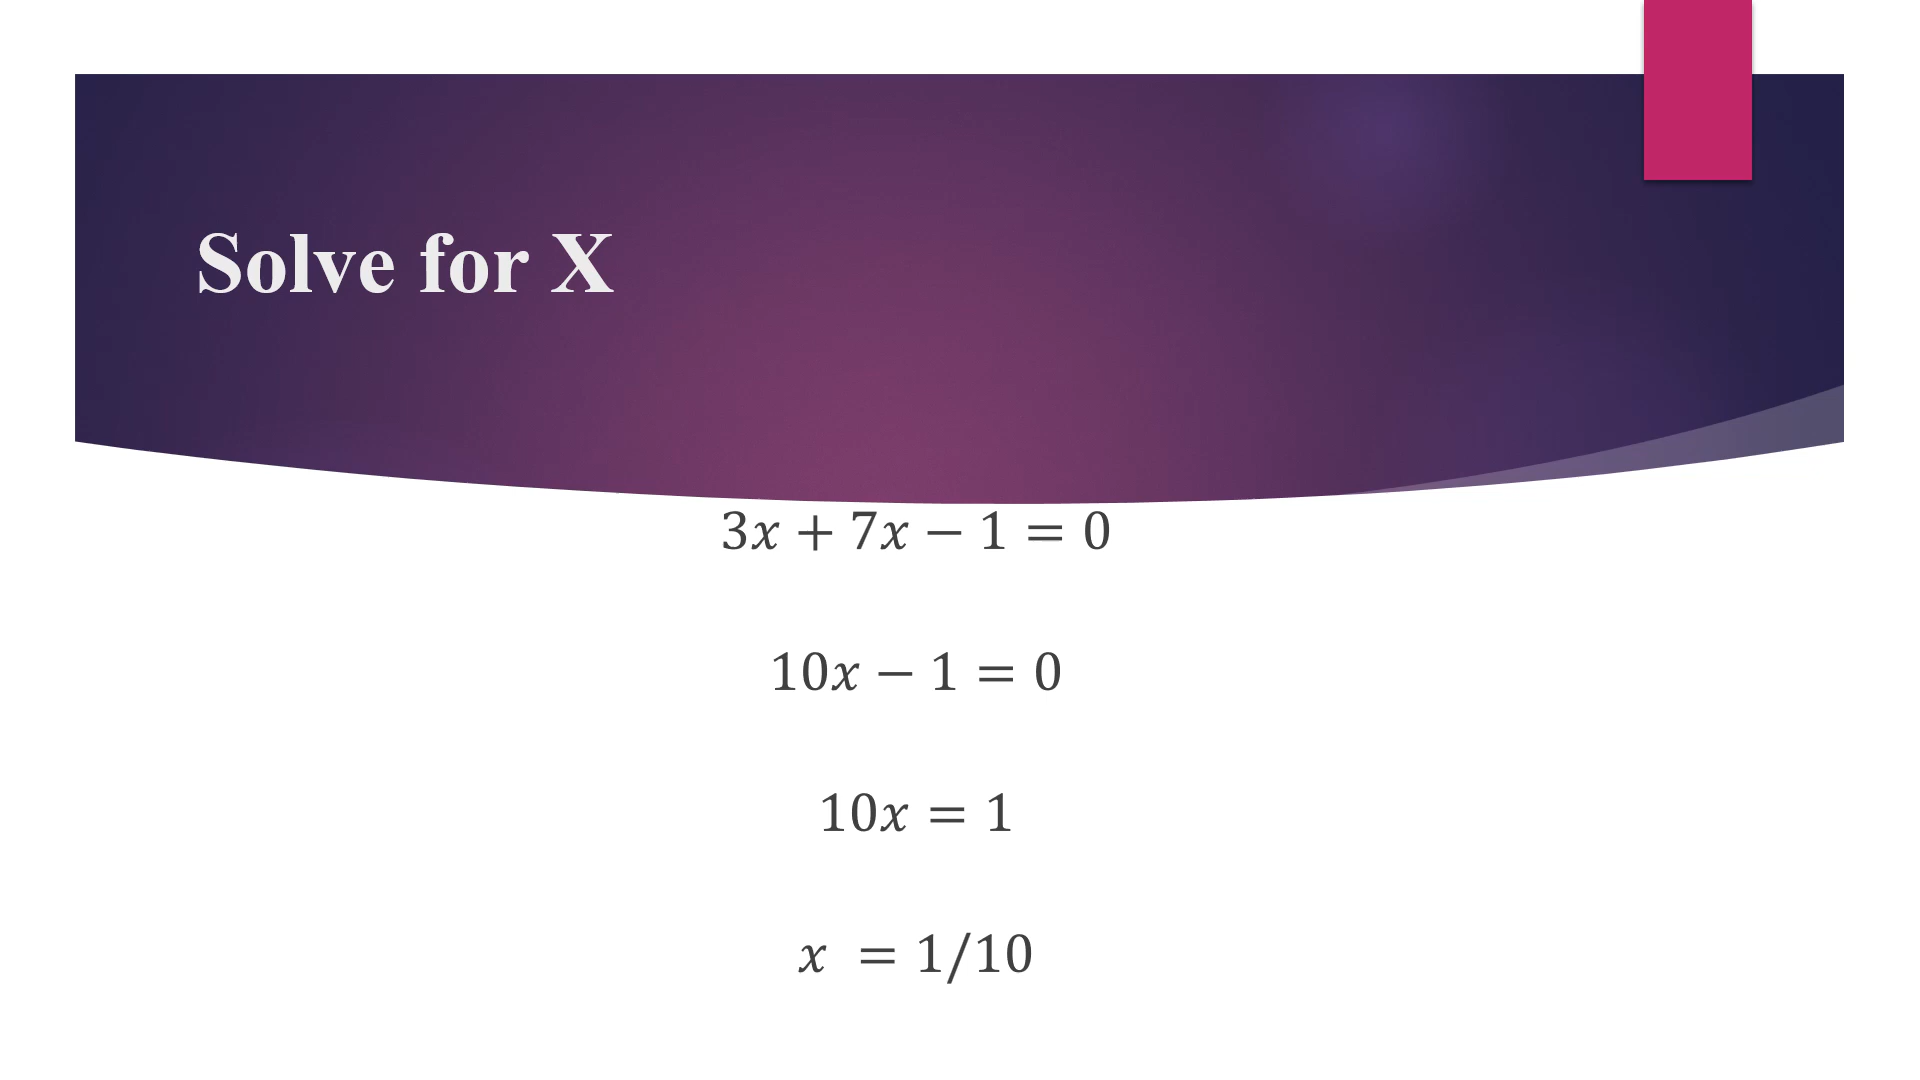 Solve for X
3𝑥 + 7𝑥 − 1 = 0
10𝑥 − 1 = 0
10𝑥 = 1
𝑥 = 1/10